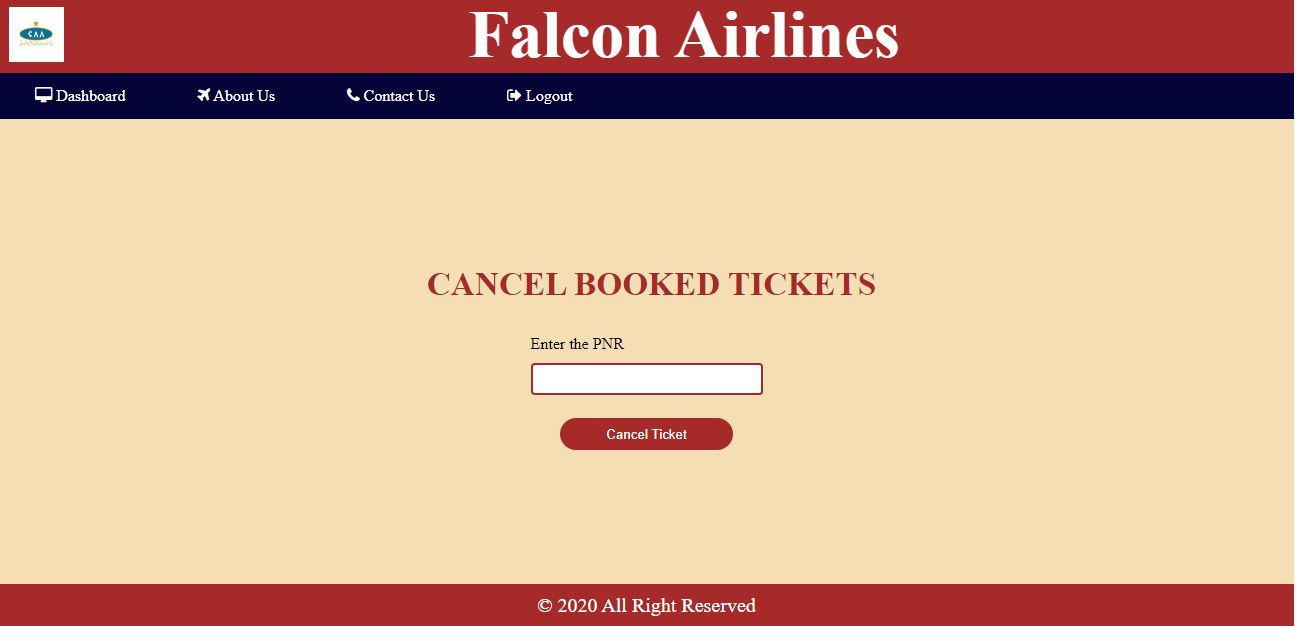 CAA
Falcon Airlines
Dashboard About Us Contact Us Logout
CANCEL BOOKED TICKETS
Enter the PNR
Cancel Ticket
© 2020 All Right Reserved